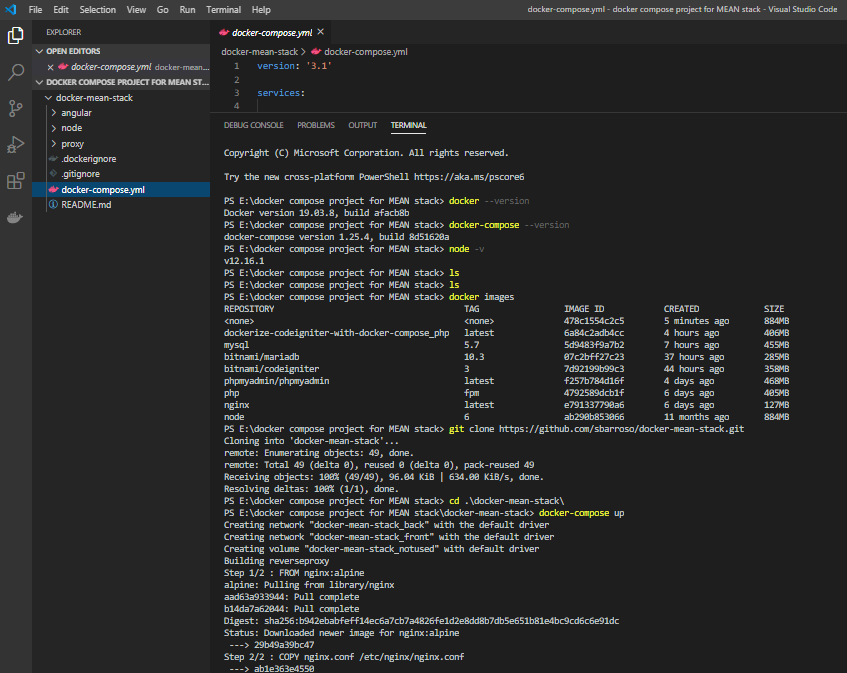 File Edit Selection View Go Run Terminal Help docker-compose.yml - docker compose project for MEAN stack - Visual Studio Code
EXPLORER
OPEN EDITORS
docker-compose.yml docker-mean...
DOCKER COMPOSE PROJECT FOR MEAN ST...
docker-mean-stack
angular
node
proxy
.dockerignore
.gitignore
docker-compose.yml
README.md
docker-compose.yml
docker-mean-stack > docker-compose.yml
1 version: '3.1'
2
3 services:
4
DEBUG CONSOLE PROBLEMS OUTPUT TERMINAL
Copyright (C) Microsoft Corporation. All rights reserved.
Try the new cross-platform PowerShell https://aka.ms/pscore6
PS E:\docker compose project for MEAN stack> docker --version
Docker version 19.03.8, build afacb8b
PS E:\docker compose project for MEAN stack> docker-compose --version
docker-compose version 1.25.4, build 8d51620a
PS E:\docker compose project for MEAN stack> node -v
v12.16.1
PS E:\docker compose project for MEAN stack> ls
PS E:\docker compose project for MEAN stack> ls
PS E:\docker compose project for MEAN stack> docker images
REPOSITORY TAG IMAGE ID CREATED SIZE
<none> <none> 478c1554c2c5 5 minutes ago 884MB
dockerize-codeigniter-with-docker-compose_php latest 6a84c2adb4cc 4 hours ago 406MB
mysql 5.7 5d9483f9a7b2 7 hours ago 455MB
bitnami/mariadb 10.3 07c2bff27c23 37 hours ago 285MB
bitnami/codeigniter 3 7d92199b99c3 44 hours ago 358MB
phpmyadmin/phpmyadmin latest f257b784d16f 4 days ago 468MB
php fpm 4792589dcb1f 6 days ago 405MB
nginx latest e791337790a6 6 days ago 127MB
node 6 ab290b853066 11 months ago 884MB
PS E:\docker compose project for MEAN stack> git clone https://github.com/sbarroso/docker-mean-stack.git
Cloning into 'docker-mean-stack'...
remote: Enumerating objects: 49, done.
remote: Total 49 (delta 0), reused 0 (delta 0), pack-reused 49
Receiving objects: 100% (49/49), 96.04 KiB | 634.00 KiB/s, done.
Resolving deltas: 100% (1/1), done.
PS E:\docker compose project for MEAN stack> cd .\docker-mean-stack\
PS E:\docker compose project for MEAN stack\docker-mean-stack> docker-compose up
Creating network "docker-mean-stack_back" with the default driver
Creating network "docker-mean-stack_front" with the default driver
Creating volume "docker-mean-stack_notused" with default driver
Building reverseproxy
Step 1/2 : FROM nginx:alpine
alpine: Pulling from library/nginx
aad63a933944: Pull complete
b14da7a62044: Pull complete
Digest: sha256:b942ebabfeff14ec6a7cb7a4826fe1d2e8dd8b7db5e651b81e4bc9cd6c6e91dc
Status: Downloaded newer image for nginx:alpine
---> 29b49a39bc47
Step 2/2 : COPY nginx.conf /etc/nginx/nginx.conf
---> ab1e363e4550